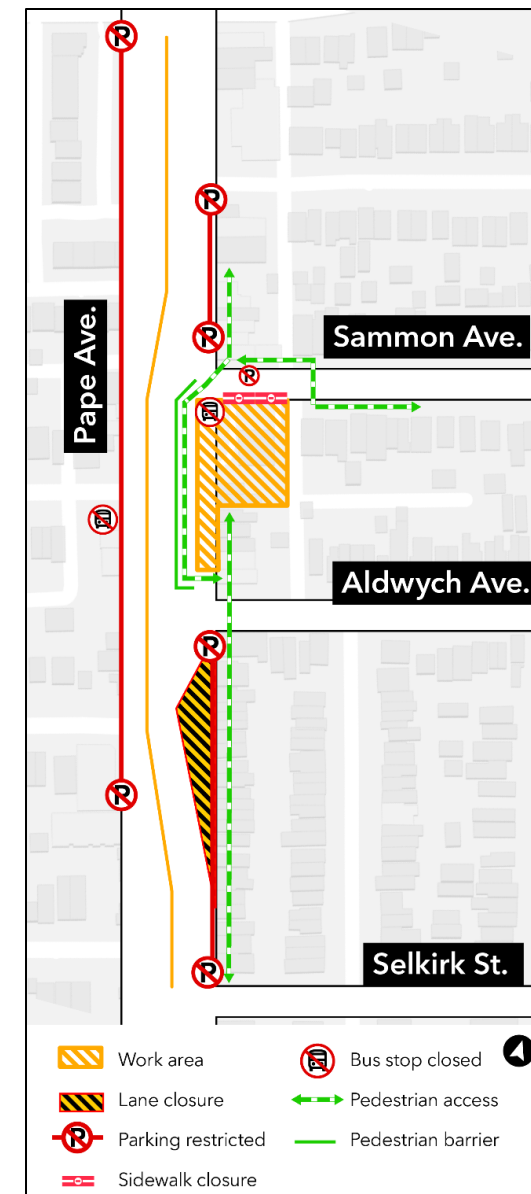 Pape Ave.
Sammon Ave.
Aldwych Ave.
Selkirk St.
Work area
Bus stop closed
Lane closure
Pedestrian access
Parking restricted
Pedestrian barrier
Sidewalk closure